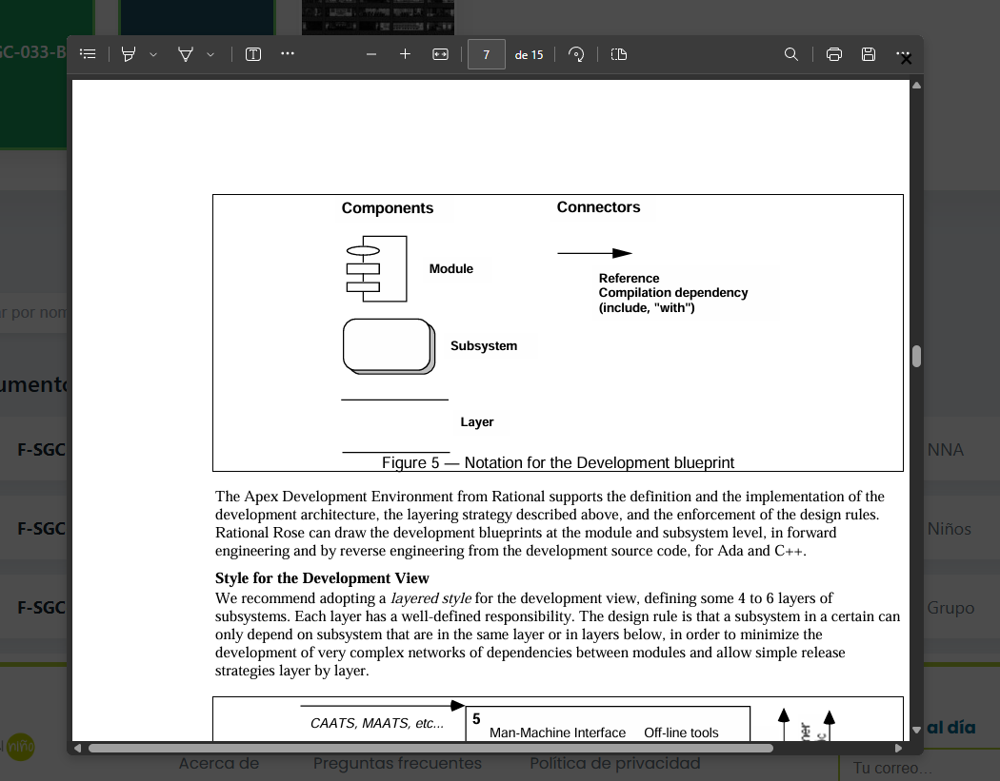 GC-033-B
7 de 15
Components
Connectors
Module
Reference
Compilation dependency
(include, "with")
Subsystem
Layer
Figure 5 — Notation for the Development blueprint
The Apex Development Environment from Rational supports the definition and the implementation of the
development architecture, the layering strategy described above, and the enforcement of the design rules.
Rational Rose can draw the development blueprints at the module and subsystem level, in forward
engineering and by reverse engineering from the development source code, for Ada and C++.
Style for the Development View
We recommend adopting a layered style for the development view, defining some 4 to 6 layers of
subsystems. Each layer has a well-defined responsibility. The design rule is that a subsystem in a certain can
only depend on subsystem that are in the same layer or in layers below, in order to minimize the
development of very complex networks of dependencies between modules and allow simple release
strategies layer by layer.
CAATS, MAATS, etc...
5
Man-Machine Interface
Off-line tools
ar por nom
umento
F-SGC
NNA
F-SGC
Niños
F-SGC
Grupo
niño
al día
Acerca de
Preguntas frecuentes
Política de privacidad
Tu correo...